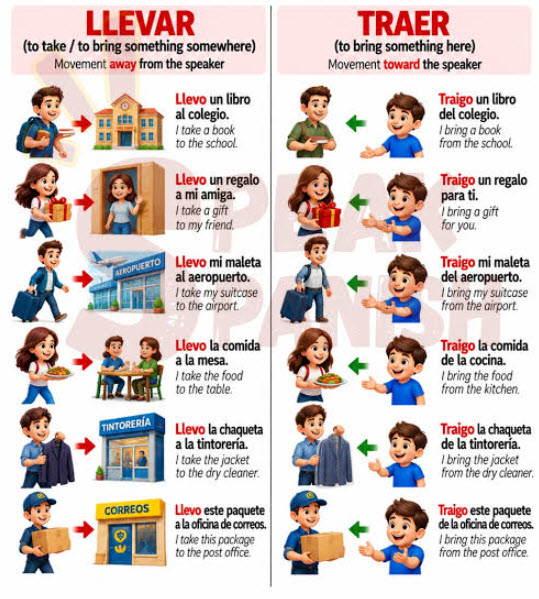 LLEVAR
(to take / to bring something somewhere)
Movement away from the speaker
Llevo un libro
al colegio.
I take a book
to the school.
Llevo un regalo
a mi amiga.
I take a gift
to my friend.
AEROPUERTO
Llevo mi maleta
al aeropuerto.
I take my suitcase
to the airport.
Llevo la comida
a la mesa.
I take the food
to the table.
TINTORERÍA
Llevo la chaqueta
a la tintorería.
I take the jacket
to the dry cleaner.
CORREOS
Llevo este paquete
a la oficina de correos.
I take this package
to the post office.
TRAER
(to bring something here)
Movement toward the speaker
Traigo un libro
del colegio.
I bring a book
from the school.
Traigo un regalo
para ti.
I bring a gift
for you.
Traigo mi maleta
del aeropuerto.
I bring my suitcase
from the airport.
Traigo la comida
de la cocina.
I bring the food
from the kitchen.
Traigo la chaqueta
de la tintorería.
I bring the jacket
from the dry cleaner.
Traigo este paquete
de la oficina de correos.
I bring this package
from the post office.
SPEAK
SPANISH